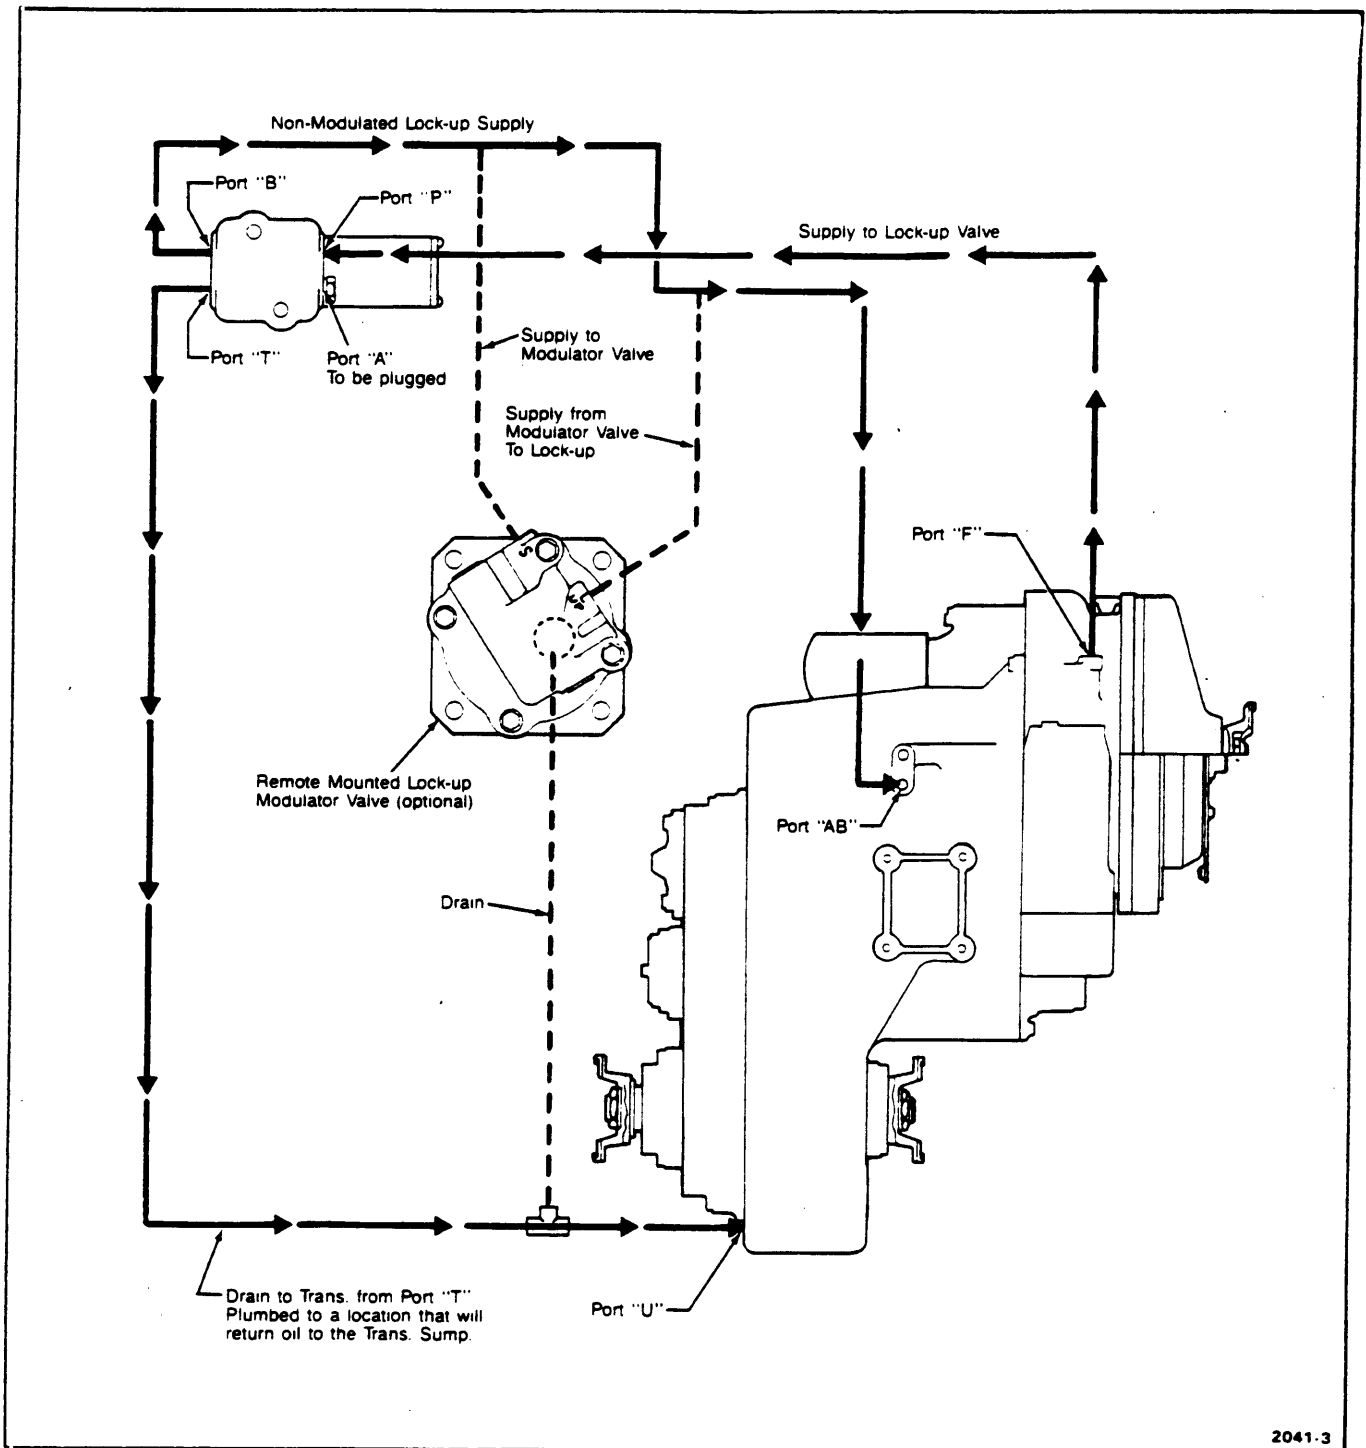 Non-Modulated Lock-up Supply
Port "B"
Port "P"
Supply to Lock-up Valve
Port "T"
Port "A"
To be plugged
Supply to
Modulator Valve
Supply from
Modulator Valve
To Lock-up
Port "F"
S
Remote Mounted Lock-up
Modulator Valve (optional)
Port "AB"
Drain
Drain to Trans. from Port "T"
Plumbed to a location that will
return oil to the Trans. Sump.
Port "U"
2041-3